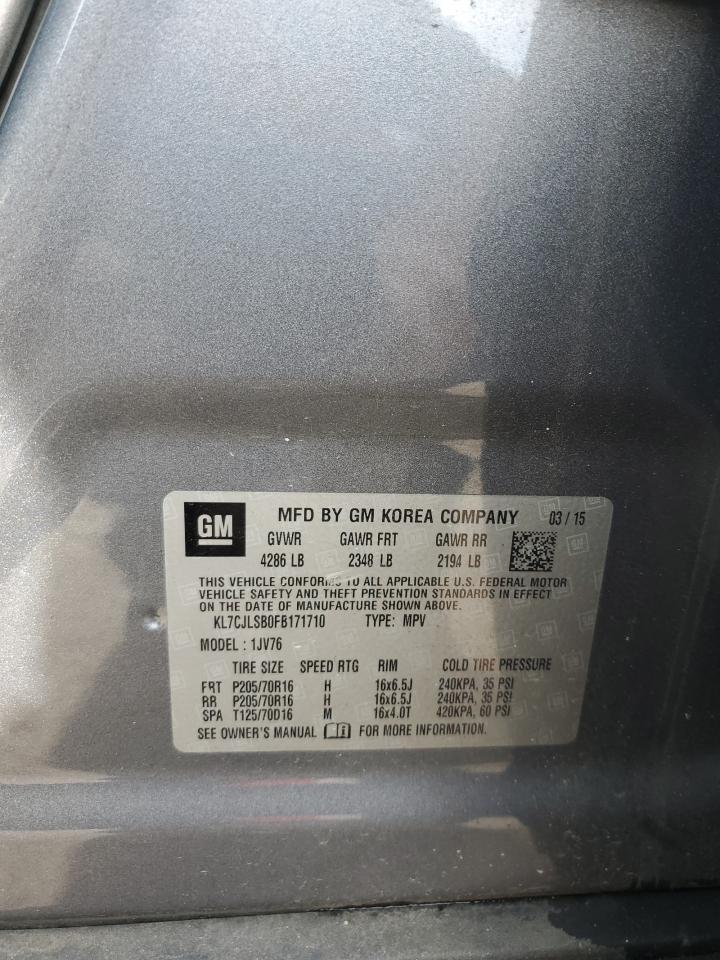 GM
MFD BY GM KOREA COMPANY 03 / 15
GVWR GAWR FRT GAWR RR
4286 LB 2348 LB 2194 LB
THIS VEHICLE CONFORMS TO ALL APPLICABLE U.S. FEDERAL MOTOR
VEHICLE SAFETY AND THEFT PREVENTION STANDARDS IN EFFECT
ON THE DATE OF MANUFACTURE SHOWN ABOVE.
KL7CJLSB0FB171710 TYPE: MPV
MODEL : 1JV76
TIRE SIZE SPEED RTG RIM COLD TIRE PRESSURE
FRT P205/70R16 H 16x6.5J 240KPA, 35 PSI
RR P205/70R16 H 16x6.5J 240KPA, 35 PSI
SPA T125/70D16 M 16x4.0T 420KPA, 60 PSI
SEE OWNER'S MANUAL FOR MORE INFORMATION.